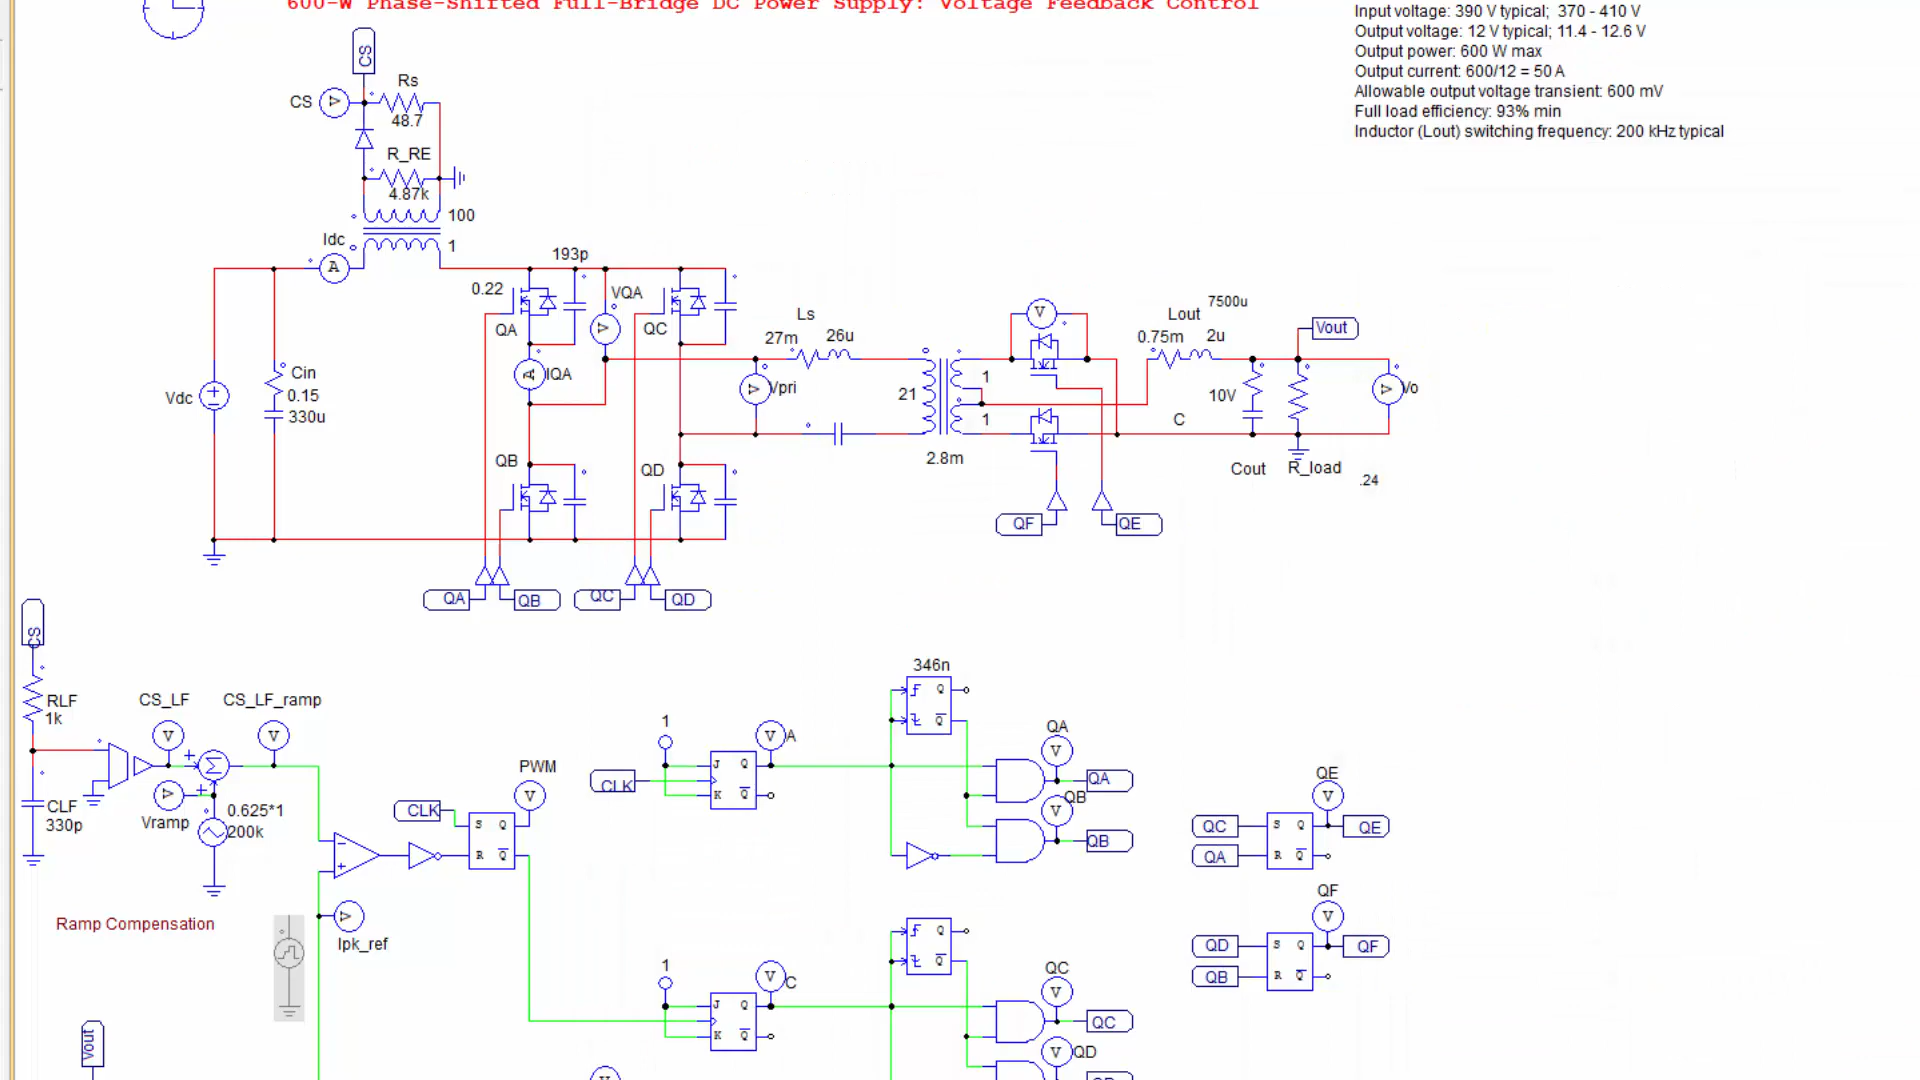 600-W Phase-Shifted Full-Bridge DC Power Supply: Voltage Feedback Control
Input voltage: 390 V typical; 370 - 410 V
Output voltage: 12 V typical; 11.4 - 12.6 V
Output power: 600 W max
Output current: 600/12 = 50 A
Allowable output voltage transient: 600 mV
Full load efficiency: 93% min
Inductor (Lout) switching frequency: 200 kHz typical
CS
CS
V
Rs
48.7
R_RE
4.87k
100
1
Idc
A
193p
0.22
QA
VQA
V
QC
A
IQA
Vdc
Cin
0.15
330u
Ls
27m
26u
V
Vpri
21
1
1
2.8m
V
Lout
7500u
0.75m
2u
Vout
10V
C
V
Vo
Cout
R_load
.24
QB
QD
QF
QE
QA
QB
QC
QD
CS
RLF
1k
CS_LF
V
CS_LF_ramp
V
Σ
CLF
330p
V
Vramp
0.625*1
200k
CLK
PWM
V
S
Q
R
Q
Ramp Compensation
V
Ipk_ref
Vout
1
CLK
J
Q
K
Q
V
A
346n
Q
Q
QA
V
QA
QB
V
QB
QE
V
QC
QA
S
Q
R
Q
QE
QF
V
QD
QB
S
Q
R
Q
QF
1
J
Q
K
Q
V
C
Q
Q
QC
V
QC
V
QD
QD
V